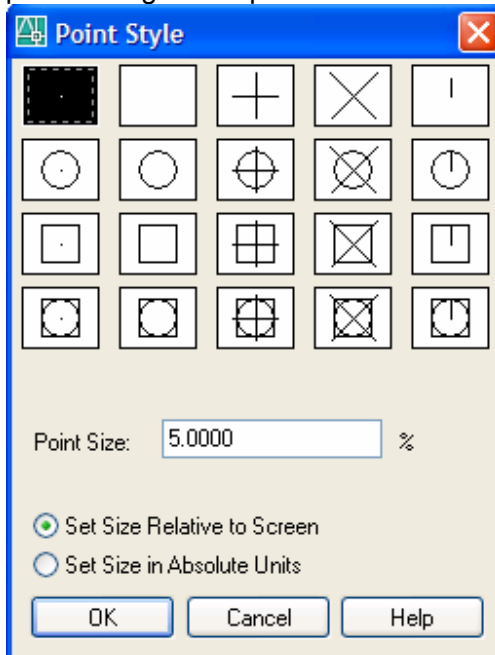 Point Style
Point Size: 5.0000 %
Set Size Relative to Screen
Set Size in Absolute Units
OK Cancel Help